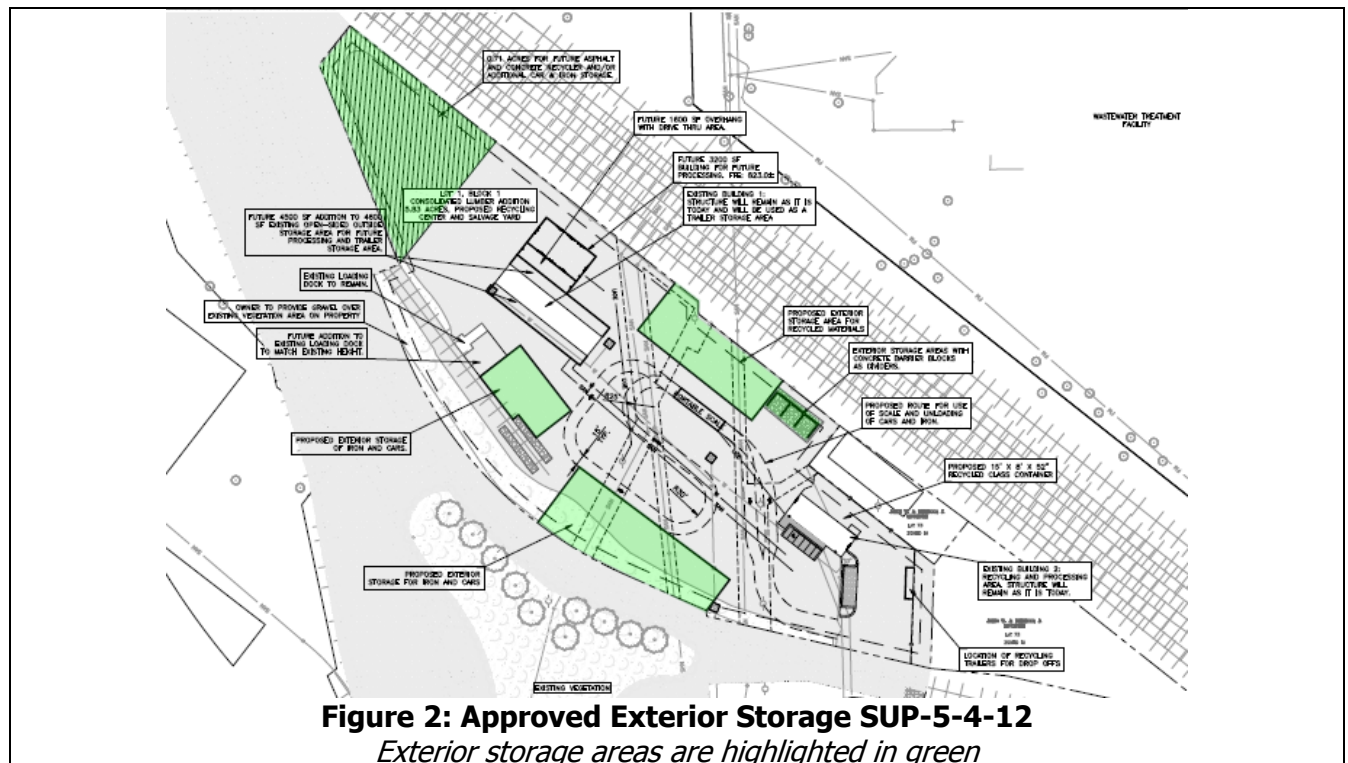 0.71 ACRES FOR FUTURE ASPHALT
AND CONCRETE RECYCLER AND/OR
ADDITIONAL CAR & IRON STORAGE.
FUTURE 1600 SF OVERHANG
WITH DRIVE THRU AREA.
WASTEWATER TREATMENT
FACILITY
FUTURE 3200 SF
BUILDING FOR FUTURE
PROCESSING. FFE: 823.0±
EXISTING BUILDING 1:
STRUCTURE WILL REMAIN AS IT IS
TODAY AND WILL BE USED AS A
TRAILER STORAGE AREA
LOT 1, BLOCK 1
CONSOLIDATED LUMBER ADDITION
5.83 ACRES, PROPOSED RECYCLING
CENTER AND SALVAGE YARD
FUTURE 4500 SF ADDITION TO 4800
SF EXISTING OPEN-SIDED OUTSIDE
STORAGE AREA FOR FUTURE
PROCESSING AND TRAILER
STORAGE AREA.
EXISTING LOADING
DOCK TO REMAIN.
OWNER TO PROVIDE GRAVEL OVER
EXISTING VEGETATION AREA ON PROPERTY
FUTURE ADDITION TO
EXISTING LOADING DOCK
TO MATCH EXISTING HEIGHT.
PROPOSED EXTERIOR
STORAGE AREA FOR
RECYCLED MATERIALS
EXTERIOR STORAGE AREAS WITH
CONCRETE BARRIER BLOCKS
AS DIVIDERS.
PROPOSED ROUTE FOR USE
OF SCALE AND UNLOADING
OF CARS AND IRON.
PROPOSED EXTERIOR STORAGE
OF IRON AND CARS.
PROPOSED 15' X 8' X 52"
RECYCLED GLASS CONTAINER
PROPOSED EXTERIOR
STORAGE FOR IRON AND CARS
EXISTING BUILDING 2:
RECYCLING AND PROCESSING
AREA. STRUCTURE WILL
REMAIN AS IT IS TODAY.
LOCATION OF RECYCLING
TRAILERS FOR DROP OFFS
EXISTING VEGETATION
Figure 2: Approved Exterior Storage SUP-5-4-12
Exterior storage areas are highlighted in green